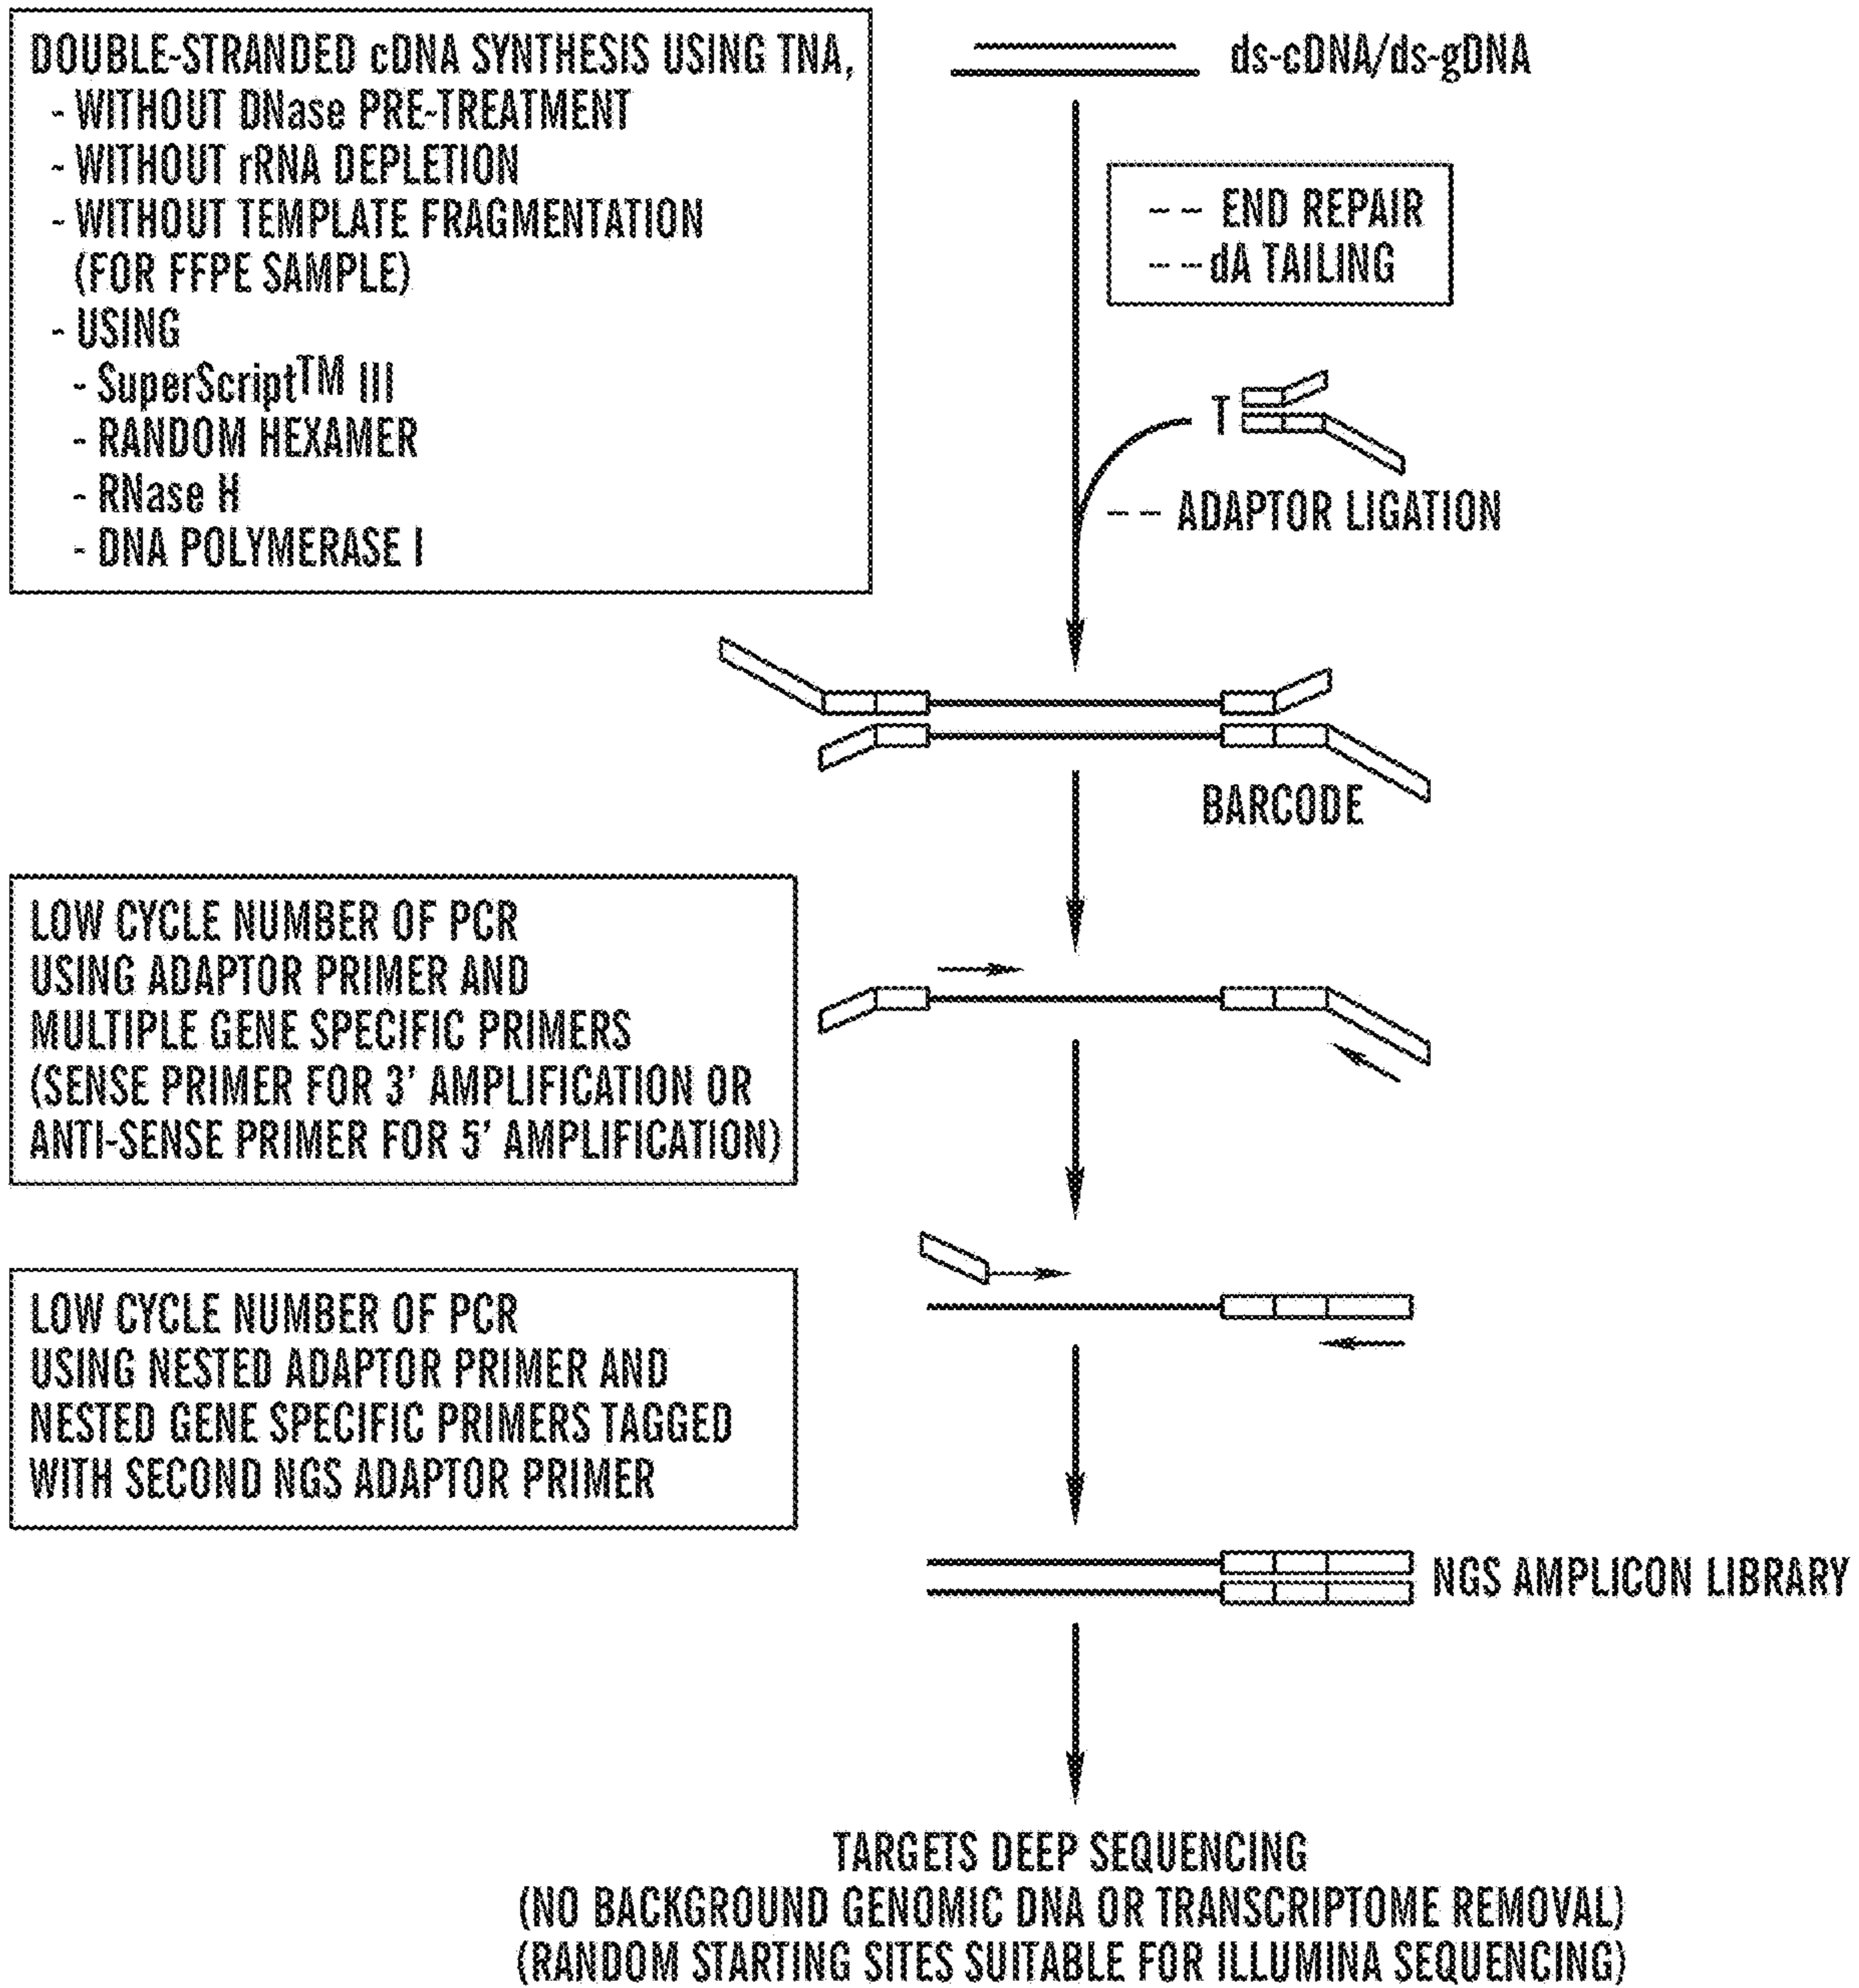 DOUBLE-STRANDED cDNA SYNTHESIS USING TNA,
- WITHOUT DNase PRE-TREATMENT
- WITHOUT rRNA DEPLETION
- WITHOUT TEMPLATE FRAGMENTATION
(FOR FFPE SAMPLE)
- USING
- SuperScript™ III
- RANDOM HEXAMER
- RNase H
- DNA POLYMERASE I
ds-cDNA/ds-gDNA
-- END REPAIR
-- dA TAILING
T
-- ADAPTOR LIGATION
BARCODE
LOW CYCLE NUMBER OF PCR
USING ADAPTOR PRIMER AND
MULTIPLE GENE SPECIFIC PRIMERS
(SENSE PRIMER FOR 3' AMPLIFICATION OR
ANTI-SENSE PRIMER FOR 5' AMPLIFICATION)
LOW CYCLE NUMBER OF PCR
USING NESTED ADAPTOR PRIMER AND
NESTED GENE SPECIFIC PRIMERS TAGGED
WITH SECOND NGS ADAPTOR PRIMER
NGS AMPLICON LIBRARY
TARGETS DEEP SEQUENCING
(NO BACKGROUND GENOMIC DNA OR TRANSCRIPTOME REMOVAL)
(RANDOM STARTING SITES SUITABLE FOR ILLUMINA SEQUENCING)